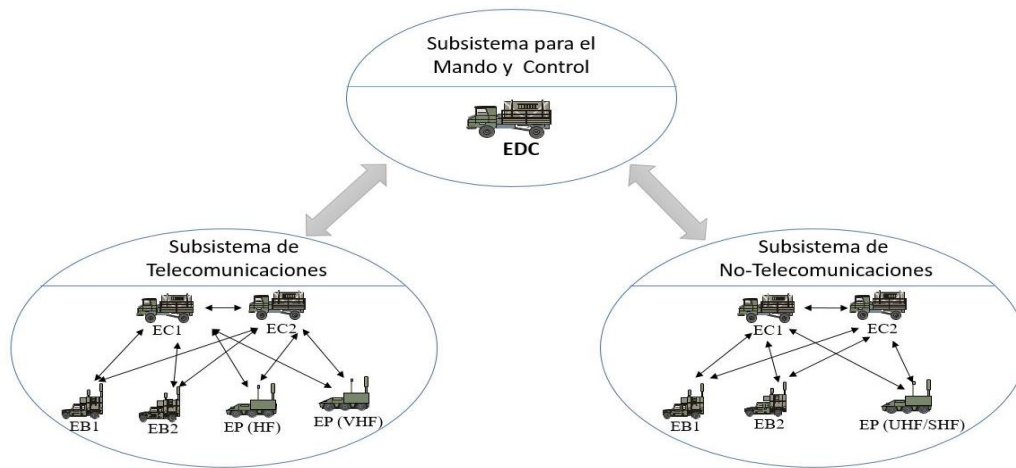 Subsistema para el
Mando y Control
EDC
Subsistema de
Telecomunicaciones
EC1
EC2
EB1
EB2
EP (HF)
EP (VHF)
Subsistema de
No-Telecomunicaciones
EC1
EC2
EB1
EB2
EP (UHF/SHF)